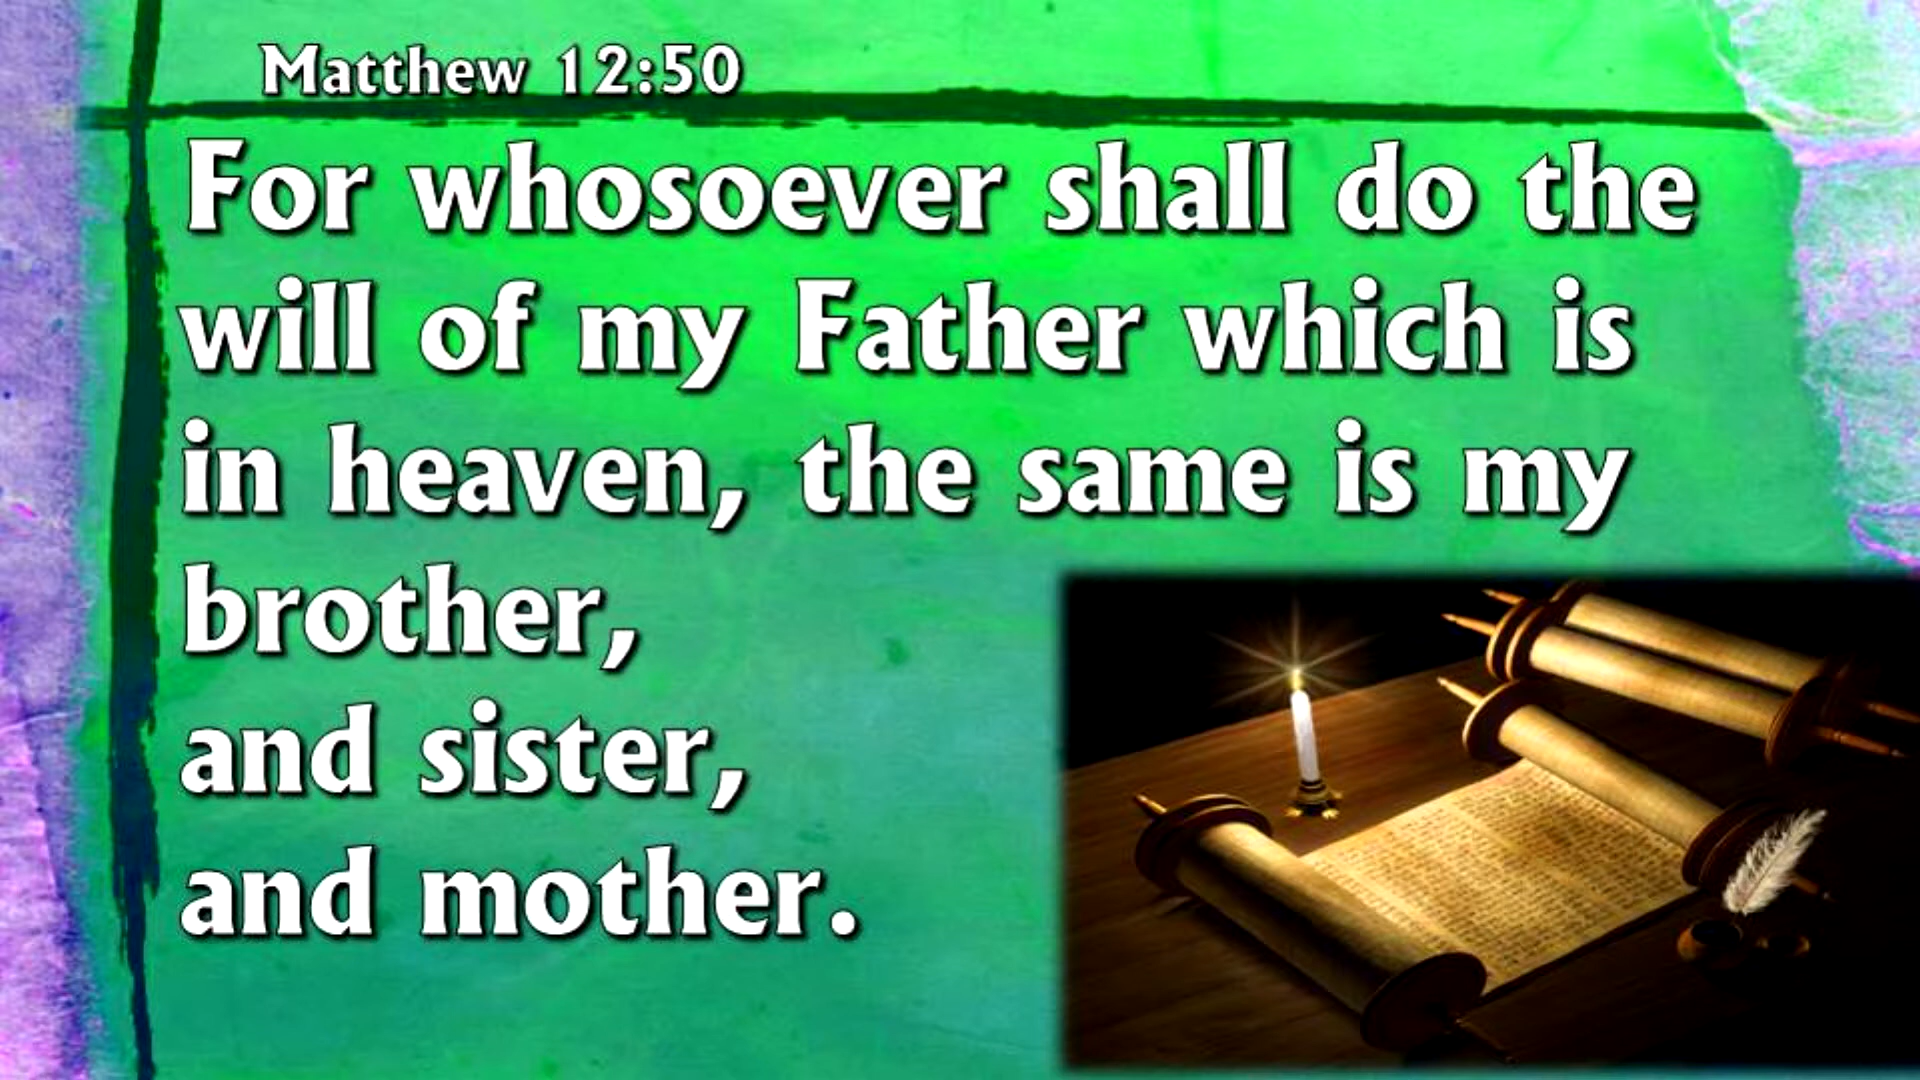 Matthew 12:50
For whosoever shall do the
will of my Father which is
in heaven, the same is my
brother,
and sister,
and mother.